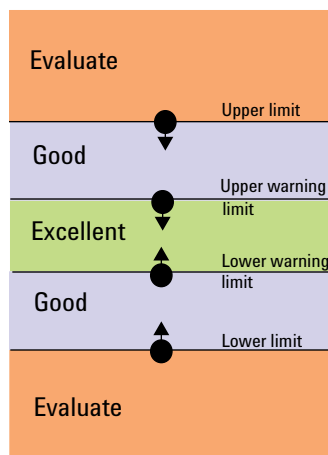 Evaluate
Upper limit
Good
Upper warning
limit
Excellent
Lower warning
limit
Good
Lower limit
Evaluate